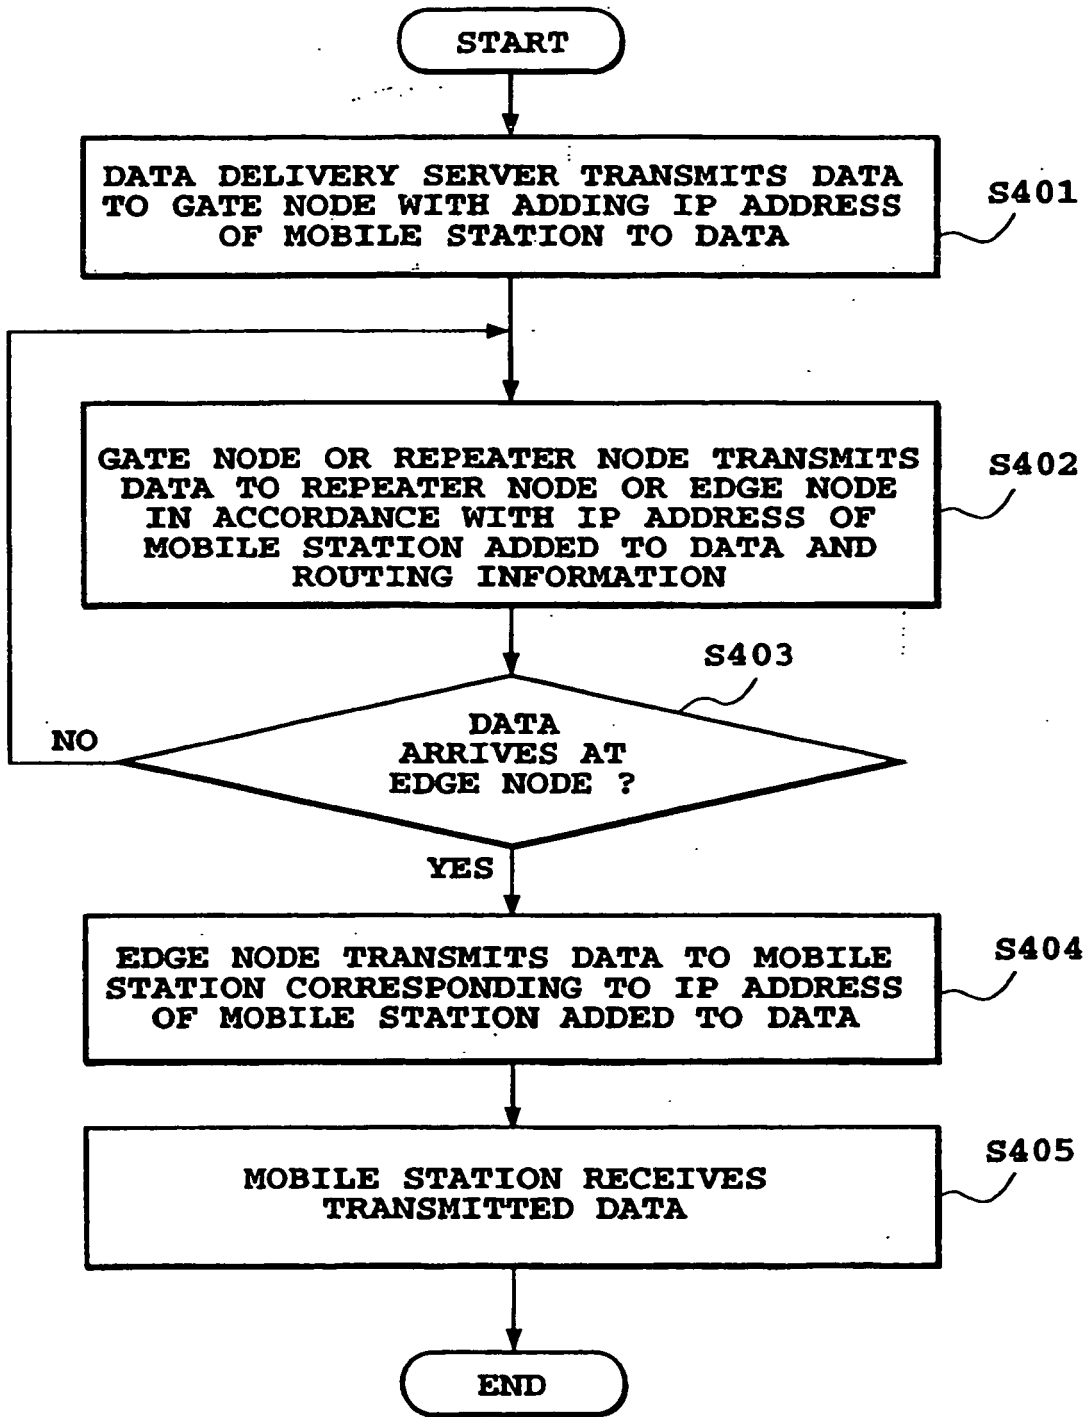 START
DATA DELIVERY SERVER TRANSMITS DATA
TO GATE NODE WITH ADDING IP ADDRESS
OF MOBILE STATION TO DATA
S401
GATE NODE OR REPEATER NODE TRANSMITS
DATA TO REPEATER NODE OR EDGE NODE
IN ACCORDANCE WITH IP ADDRESS OF
MOBILE STATION ADDED TO DATA AND
ROUTING INFORMATION
S402
S403
DATA
ARRIVES AT
EDGE NODE ?
NO
YES
EDGE NODE TRANSMITS DATA TO MOBILE
STATION CORRESPONDING TO IP ADDRESS
OF MOBILE STATION ADDED TO DATA
S404
MOBILE STATION RECEIVES
TRANSMITTED DATA
S405
END